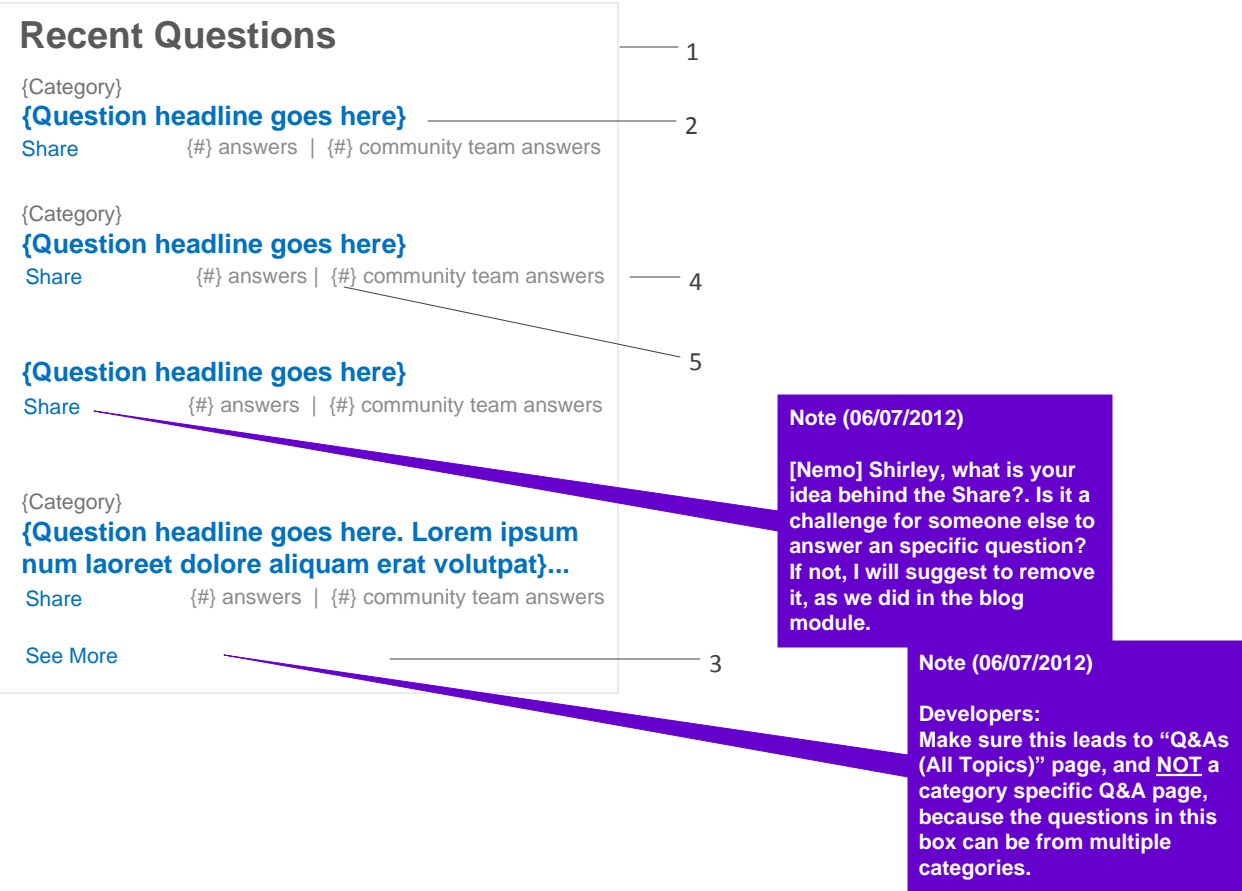 Recent Questions
1
{Category}
{Question headline goes here}
2
Share {#} answers | {#} community team answers
{Category}
{Question headline goes here}
Share {#} answers | {#} community team answers
4
5
{Question headline goes here}
Share {#} answers | {#} community team answers
{Category}
{Question headline goes here. Lorem ipsum
num laoreet dolore aliquam erat volutpat}...
Share {#} answers | {#} community team answers
See More
3
Note (06/07/2012)
[Nemo] Shirley, what is your
idea behind the Share?. Is it a
challenge for someone else to
answer an specific question?
If not, I will suggest to remove
it, as we did in the blog
module.
Note (06/07/2012)
Developers:
Make sure this leads to “Q&As
(All Topics)” page, and NOT a
category specific Q&A page,
because the questions in this
box can be from multiple
categories.